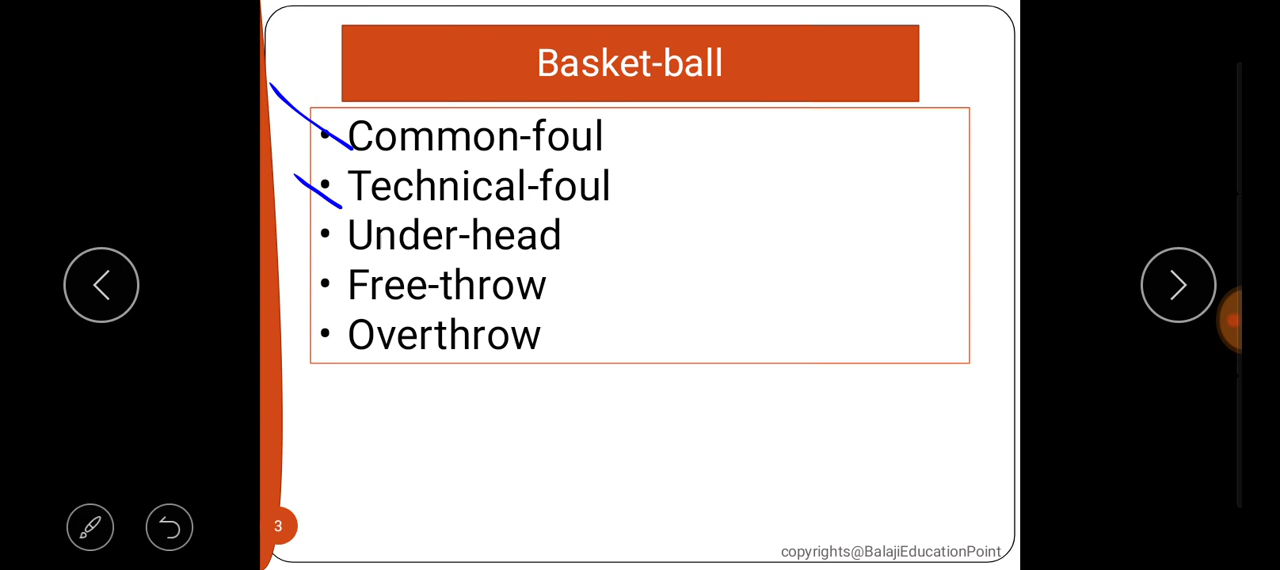 Basket-ball
• Common-foul
• Technical-foul
• Under-head
• Free-throw
• Overthrow
3
copyrights@BalajiEducationPoint